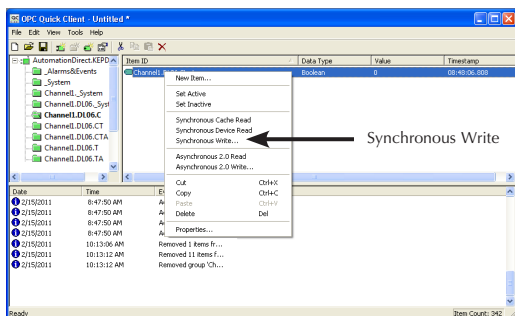 OPC Quick Client - Untitled *
File Edit View Tools Help
AutomationDirect.KEPD
_Alarms&Events
_System
Channel1._System
Channel1.DL06._Syst
Channel1.DL06.C
Channel1.DL06.CT
Channel1.DL06.CTA
Channel1.DL06.T
Channel1.DL06.TA
Item ID Data Type Value Timestamp
Boolean 0 08:48:06.808
New Item...
Set Active
Set Inactive
Synchronous Cache Read
Synchronous Device Read
Synchronous Write...
Asynchronous 2.0 Read
Asynchronous 2.0 Write...
Cut Ctrl+X
Copy Ctrl+C
Paste Ctrl+V
Delete Del
Properties...
Synchronous Write
Date Time
2/15/2011 8:47:50 AM
2/15/2011 8:47:50 AM
2/15/2011 8:47:50 AM
2/15/2011 8:47:50 AM
2/15/2011 10:13:06 AM Removed 1 items fr...
2/15/2011 10:13:12 AM Removed 11 items f...
2/15/2011 10:13:12 AM Removed group 'Ch...
Ready Item Count: 342